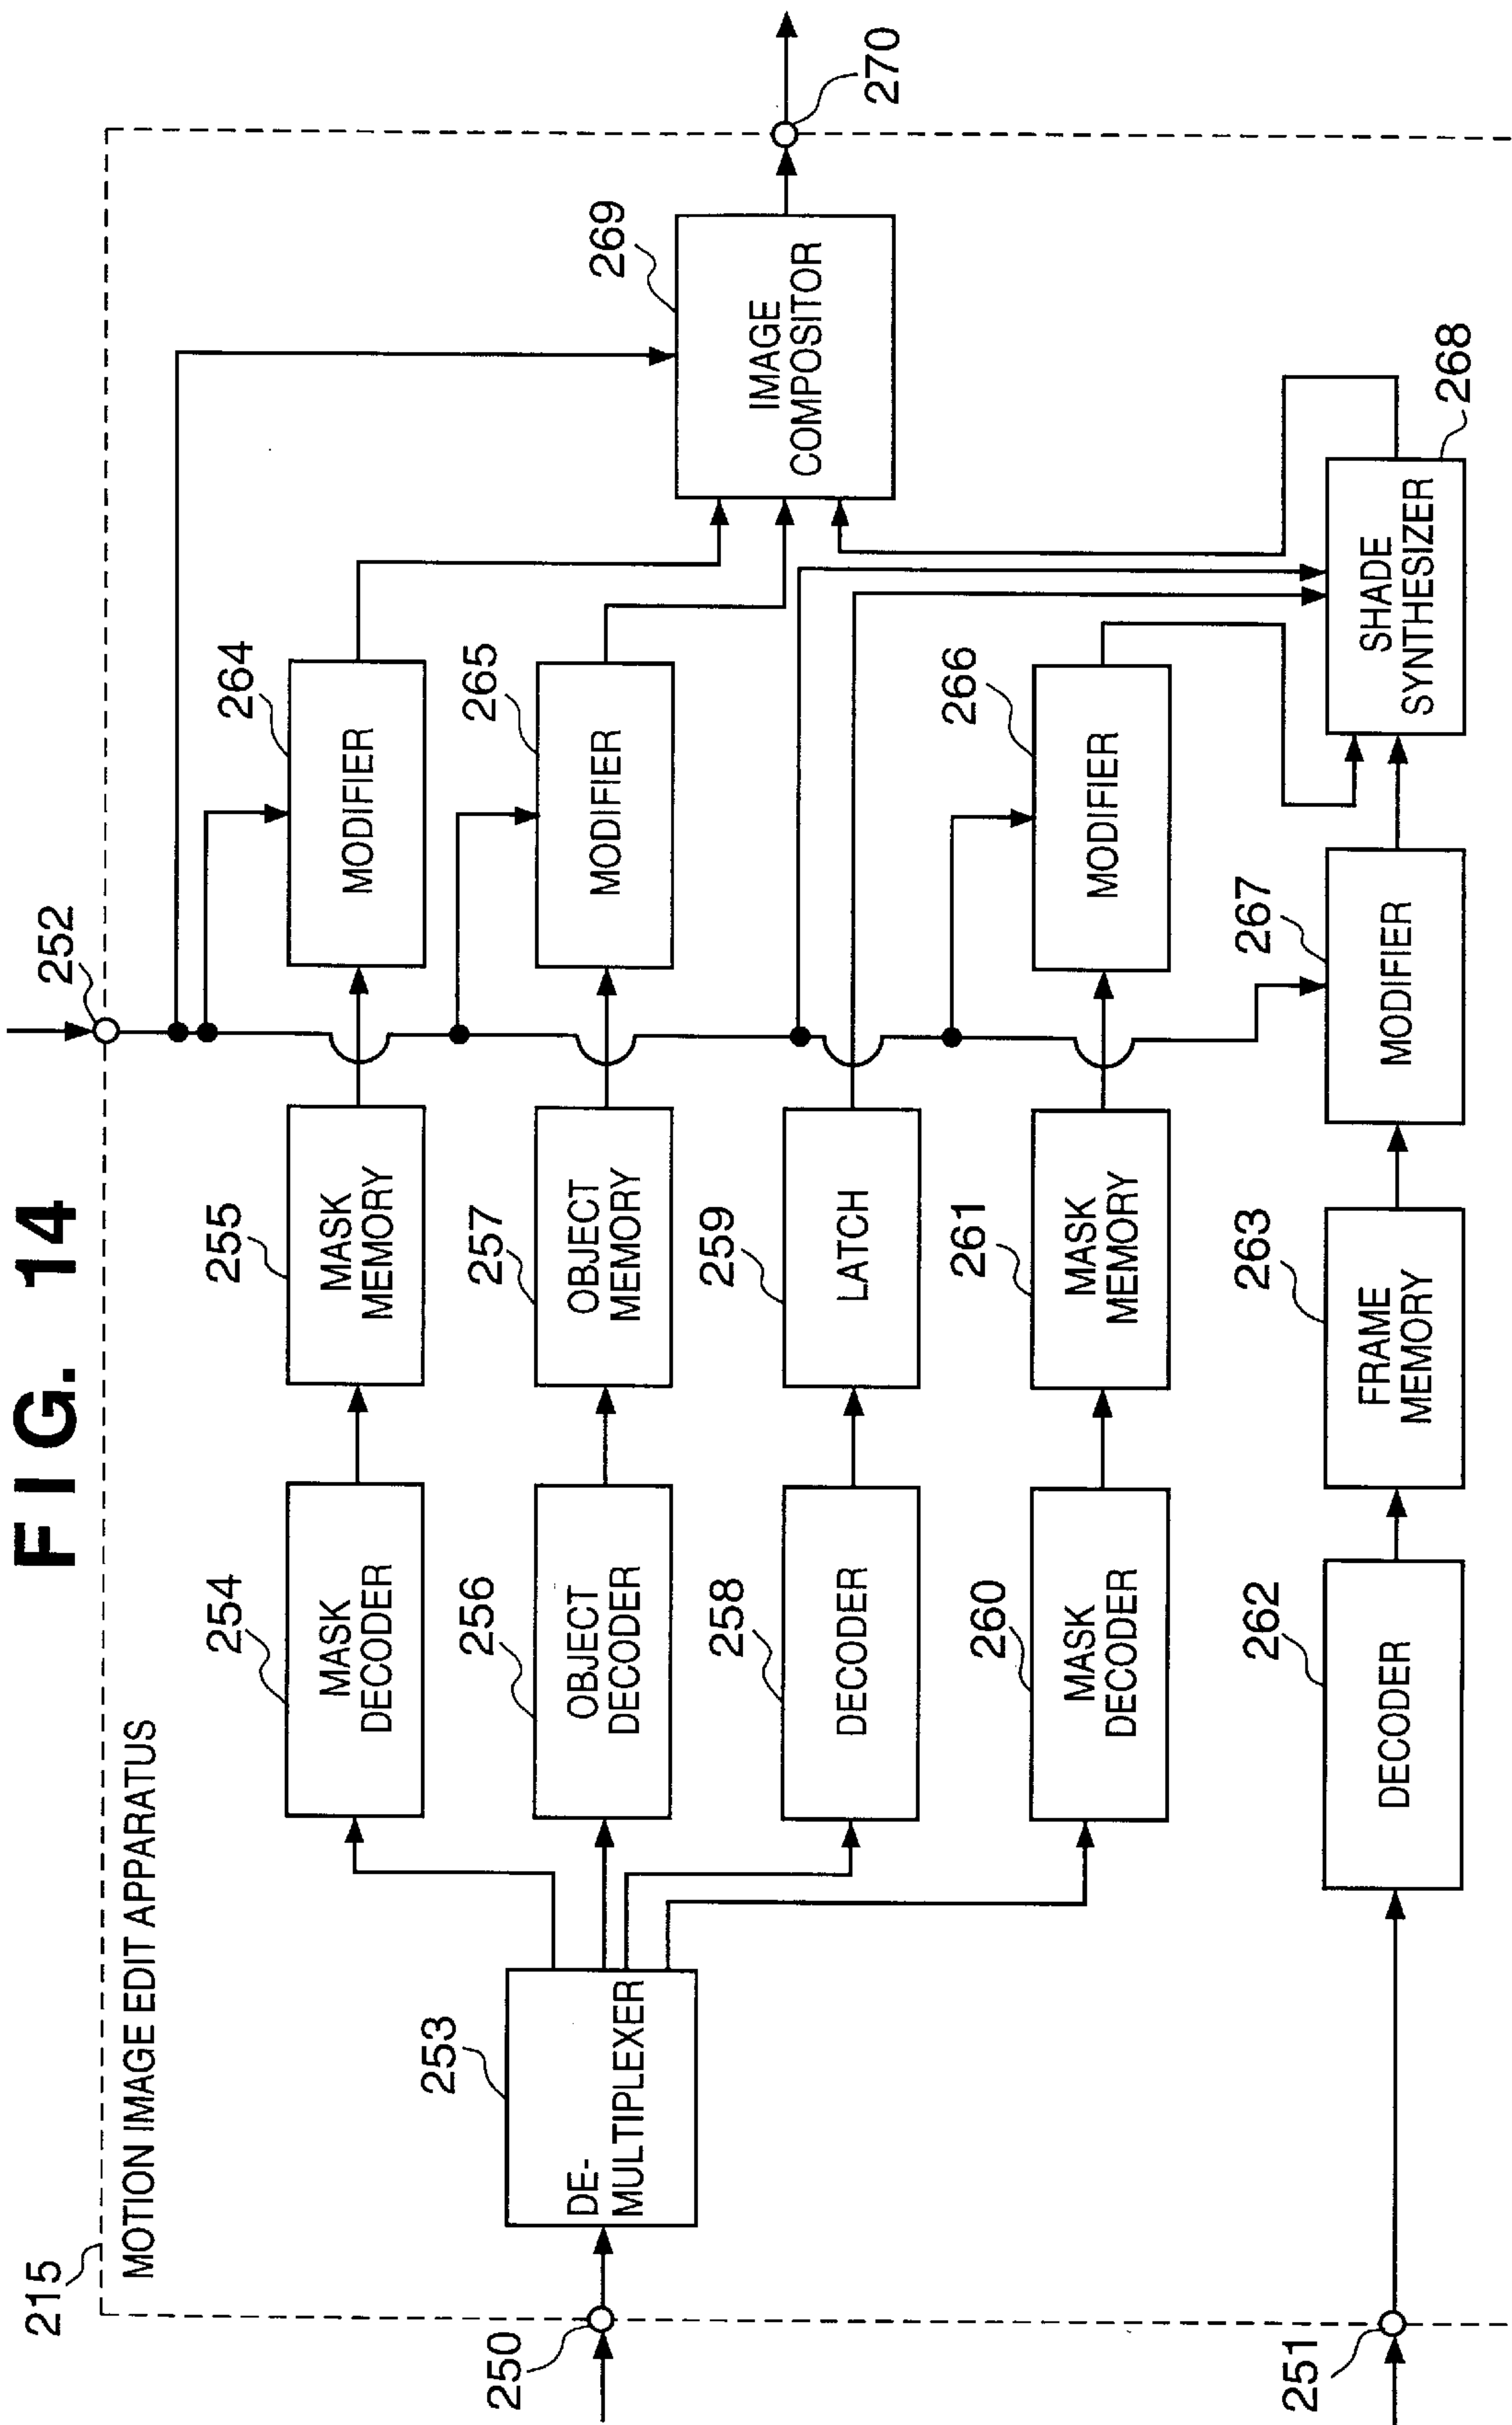 FIG. 14
215
MOTION IMAGE EDIT APPARATUS
252
250
253
DE-
MULTIPLEXER
254
MASK
DECODER
255
MASK
MEMORY
264
MODIFIER
256
OBJECT
DECODER
257
OBJECT
MEMORY
265
MODIFIER
269
IMAGE
COMPOSITOR
270
258
DECODER
259
LATCH
260
MASK
DECODER
261
MASK
MEMORY
266
MODIFIER
251
262
DECODER
263
FRAME
MEMORY
267
MODIFIER
268
SHADE
SYNTHESIZER